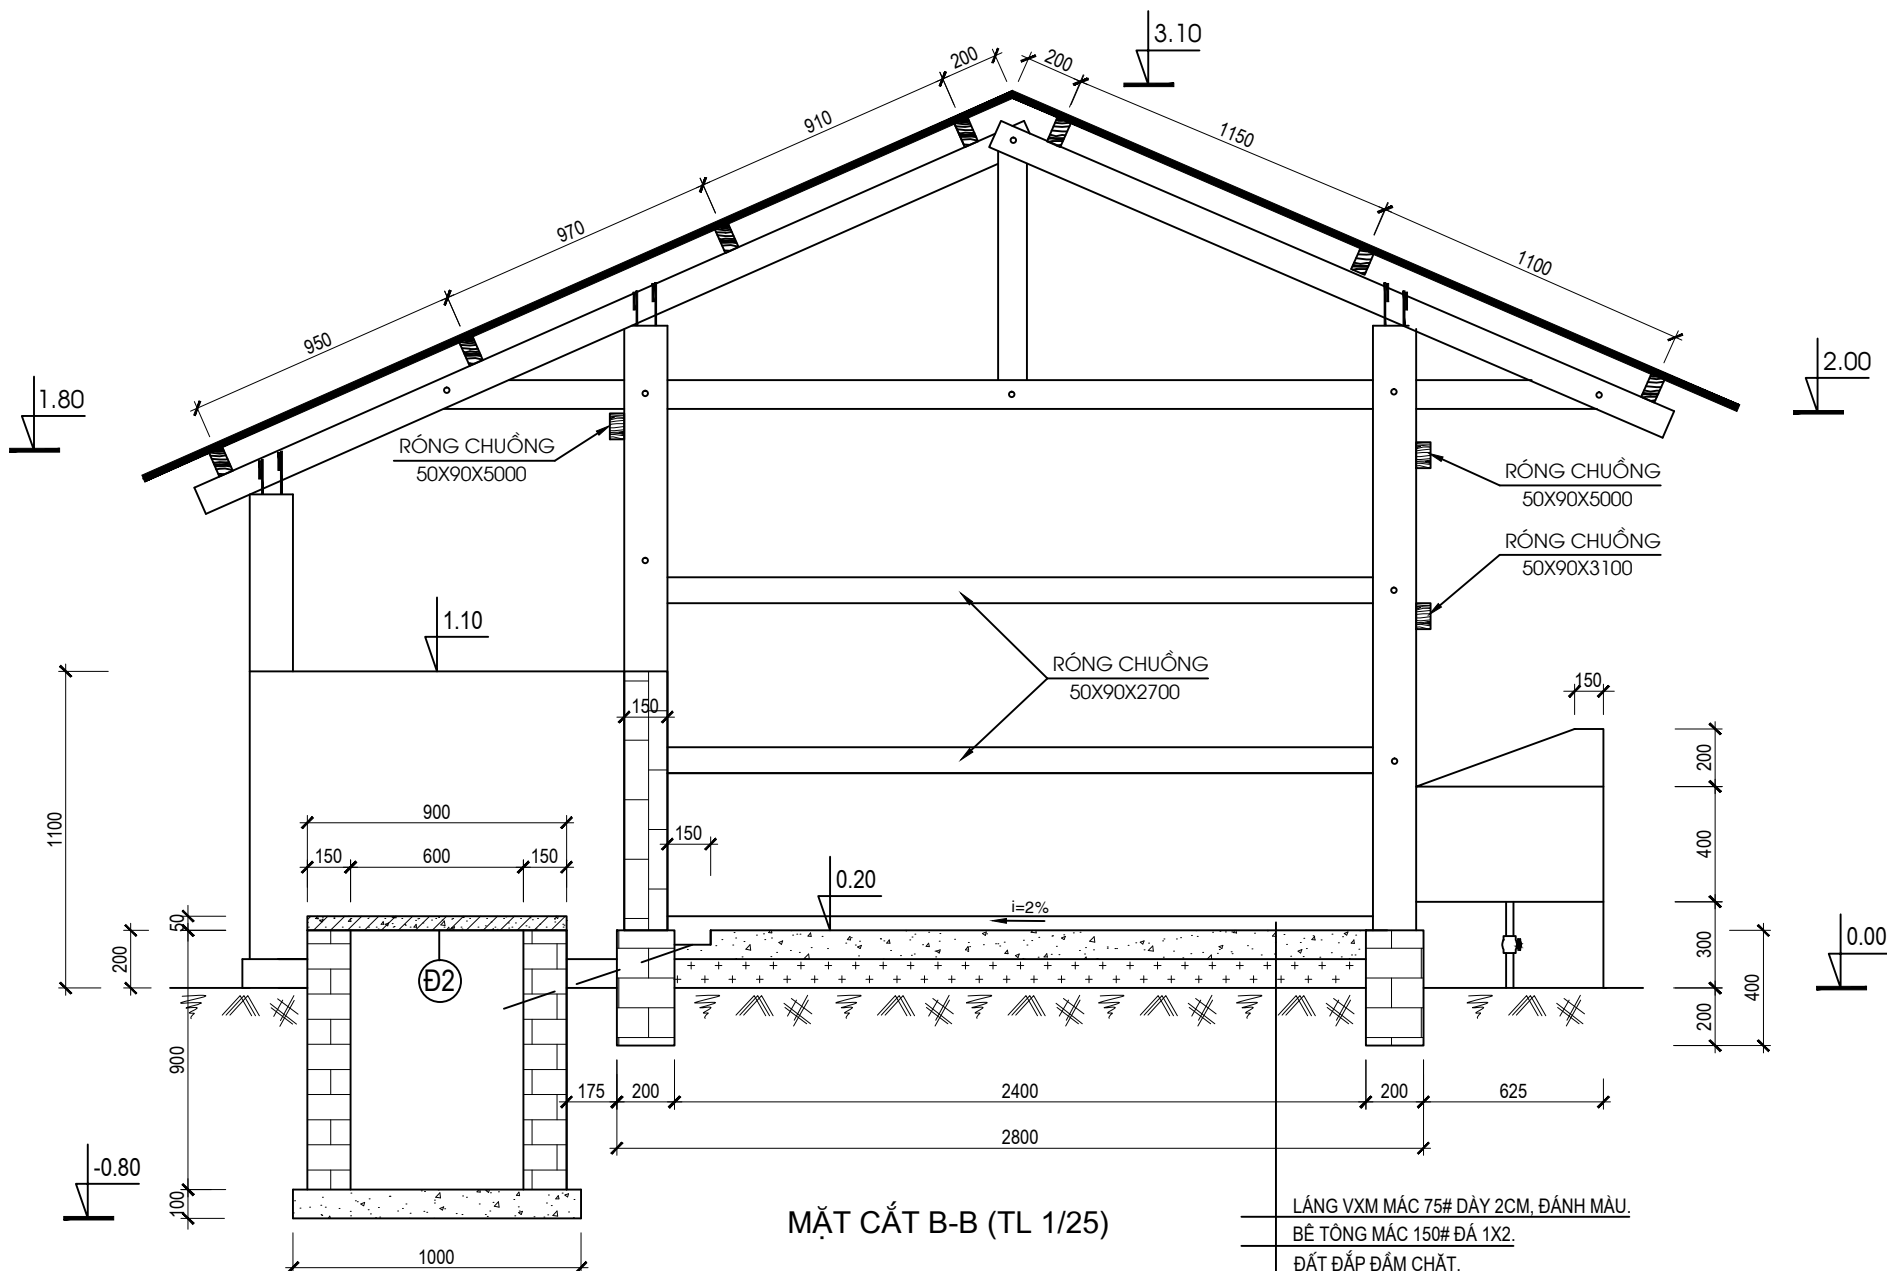 3.10
200
200
910
1150
970
1100
950
2.00
1.80
RÓNG CHUỒNG
50X90X5000
RÓNG CHUỒNG
50X90X5000
RÓNG CHUỒNG
50X90X3100
1.10
RÓNG CHUỒNG
50X90X2700
150
150
200
1100
900
400
150
150
600
150
0.20
i=2%
50
200
300
0.00
Đ2
400
200
900
175
200
2400
200
625
2800
-0.80
100
MẶT CẮT B-B (TL 1/25)
LÁNG VXM MÁC 75# DÀY 2CM, ĐÁNH MÀU.
BÊ TÔNG MÁC 150# ĐÁ 1X2.
ĐẤT ĐẮP ĐẦM CHẶT.
1000